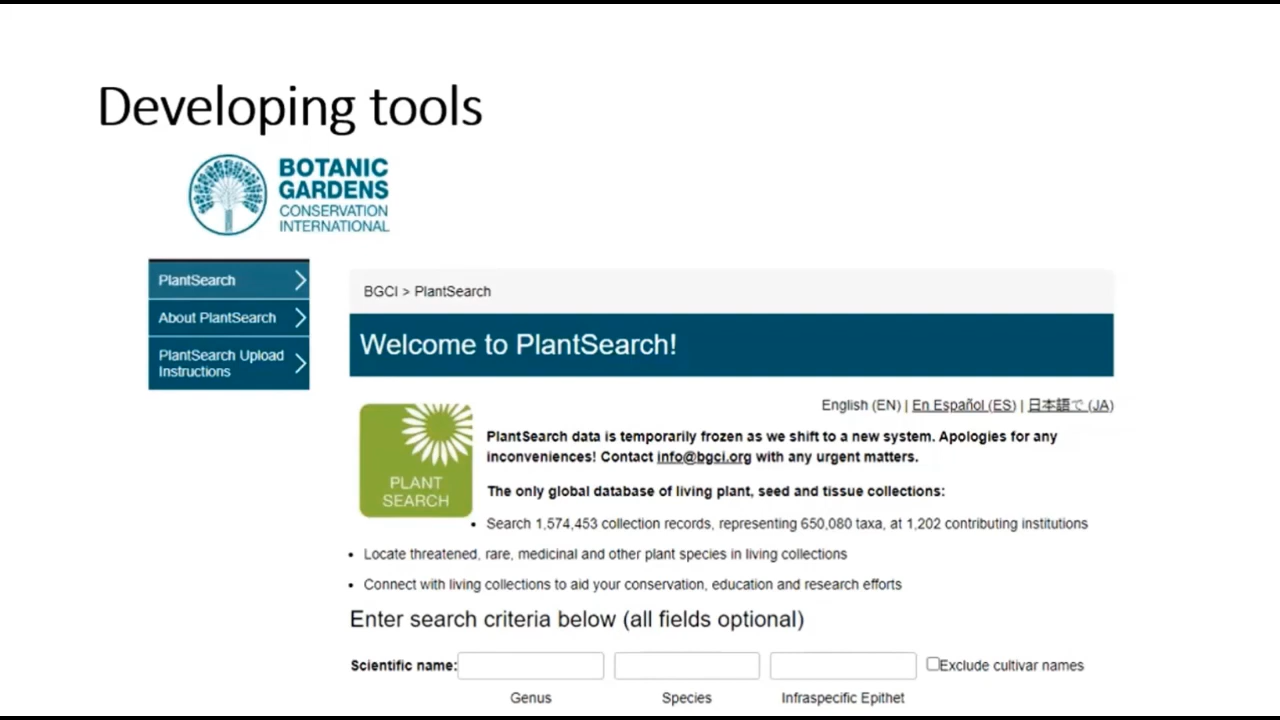 Developing tools
BOTANIC
GARDENS
CONSERVATION
INTERNATIONAL
PlantSearch
About PlantSearch
PlantSearch Upload
Instructions
BGCI > PlantSearch
Welcome to PlantSearch!
English (EN) | En Español (ES) | 日本語で (JA)
PLANT
SEARCH
PlantSearch data is temporarily frozen as we shift to a new system. Apologies for any
inconveniences! Contact info@bgci.org with any urgent matters.
The only global database of living plant, seed and tissue collections:
• Search 1,574,453 collection records, representing 650,080 taxa, at 1,202 contributing institutions
• Locate threatened, rare, medicinal and other plant species in living collections
• Connect with living collections to aid your conservation, education and research efforts
Enter search criteria below (all fields optional)
Scientific name: Exclude cultivar names
Genus Species Infraspecific Epithet